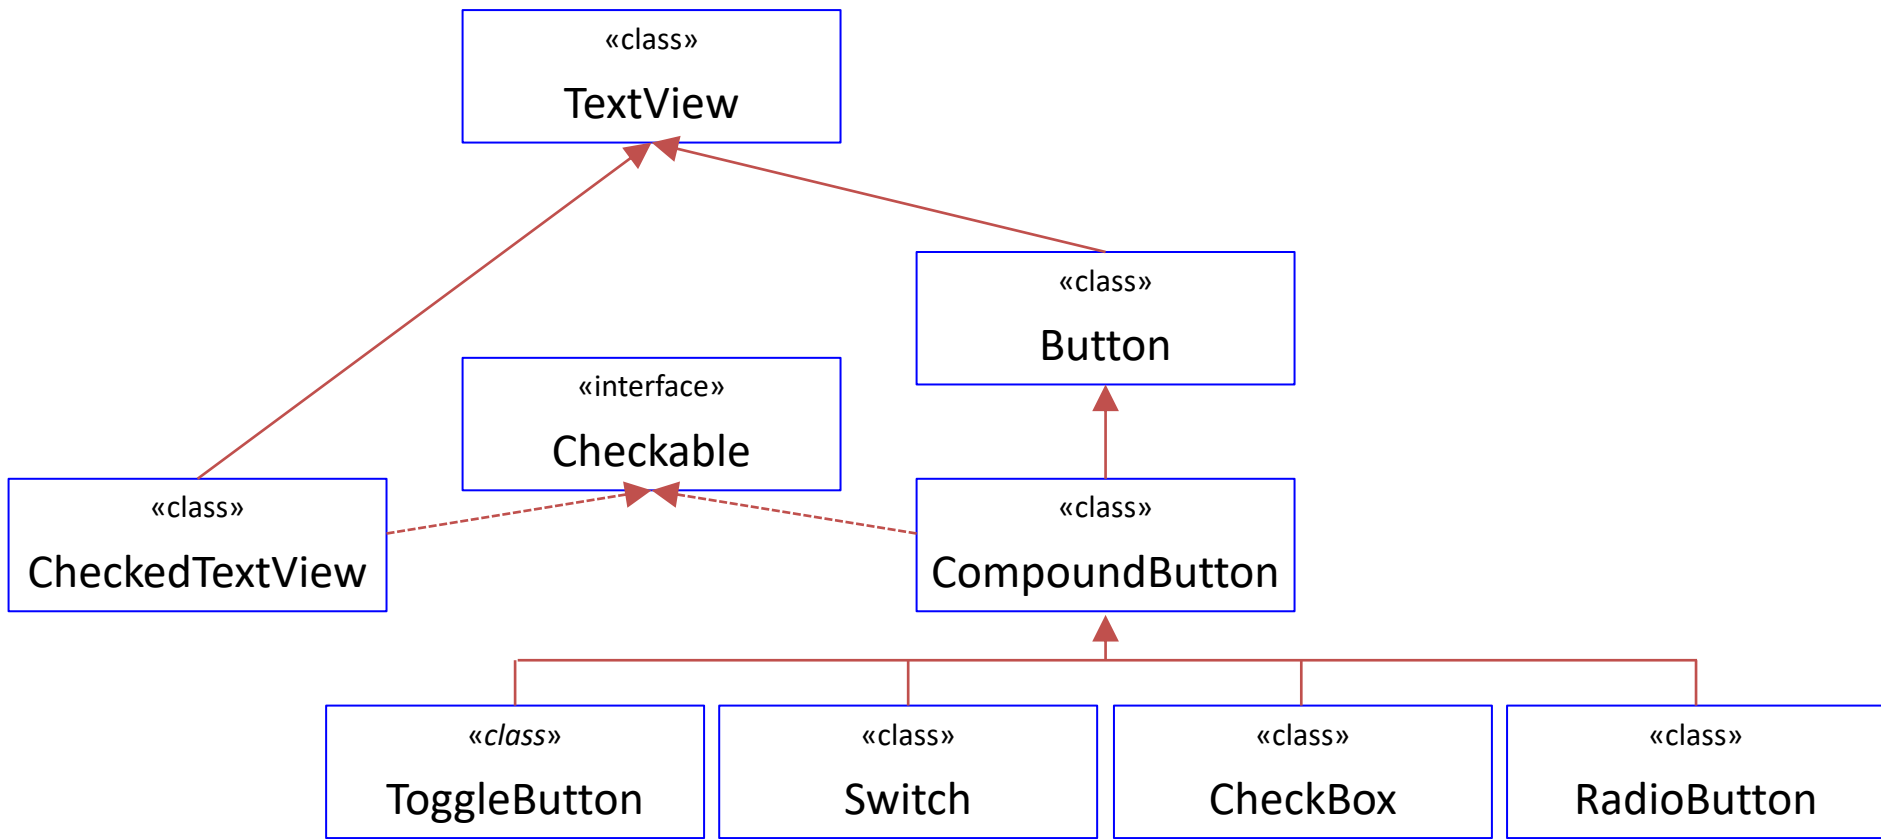 «class»
TextView
«class»
Button
«interface»
Checkable
«class»
CheckedTextView
«class»
CompoundButton
«class»
ToggleButton
«class»
Switch
«class»
CheckBox
«class»
RadioButton